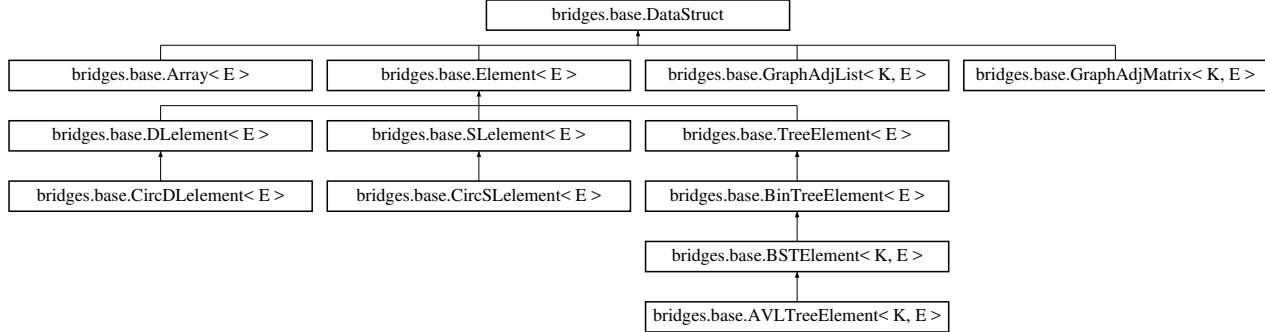 bridges.base.DataStruct
bridges.base.Array< E >
bridges.base.Element< E >
bridges.base.GraphAdjList< K, E >
bridges.base.GraphAdjMatrix< K, E >
bridges.base.DLelement< E >
bridges.base.SLelement< E >
bridges.base.TreeElement< E >
bridges.base.CircDLelement< E >
bridges.base.CircSLelement< E >
bridges.base.BinTreeElement< E >
bridges.base.BSTElement< K, E >
bridges.base.AVLTreeElement< K, E >